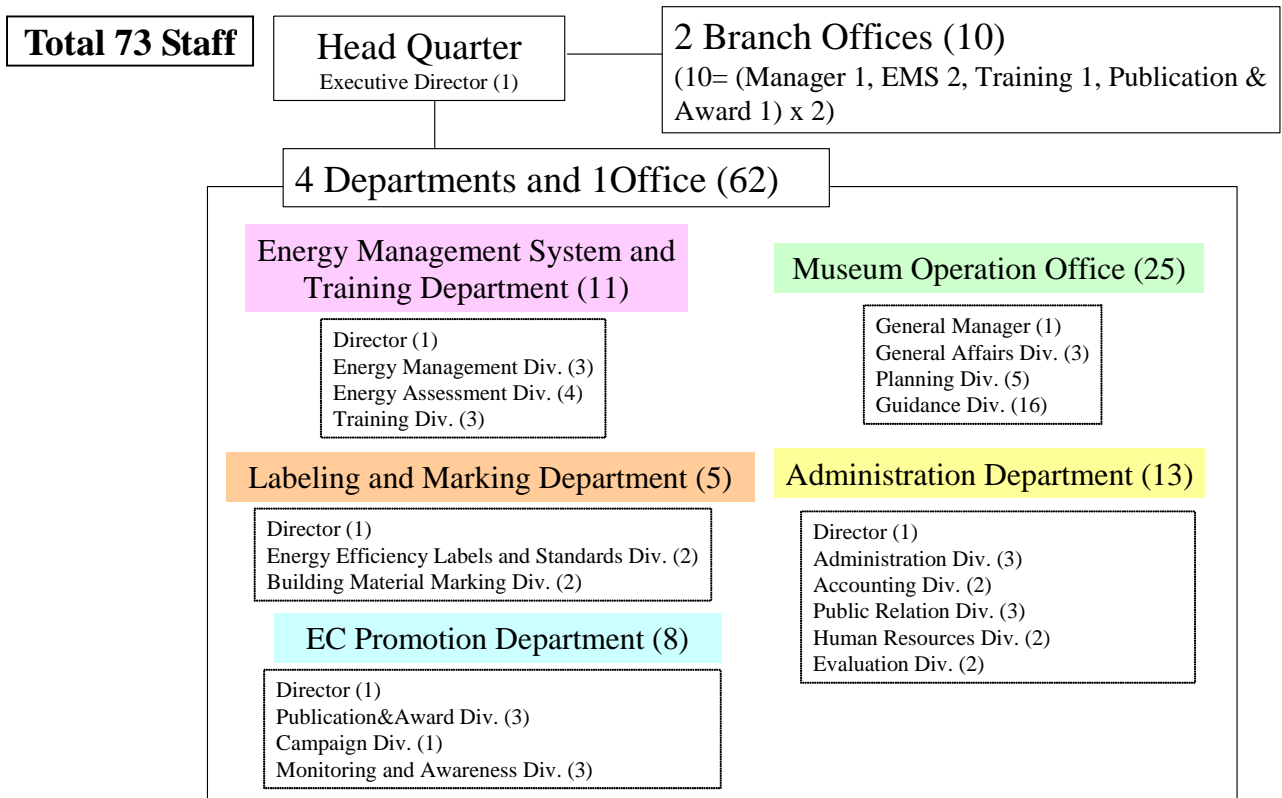 Total 73 Staff
Head Quarter
Executive Director (1)
2 Branch Offices (10)
(10= (Manager 1, EMS 2, Training 1, Publication &
Award 1) x 2)
4 Departments and 1Office (62)
Energy Management System and
Training Department (11)
Director (1)
Energy Management Div. (3)
Energy Assessment Div. (4)
Training Div. (3)
Museum Operation Office (25)
General Manager (1)
General Affairs Div. (3)
Planning Div. (5)
Guidance Div. (16)
Labeling and Marking Department (5)
Director (1)
Energy Efficiency Labels and Standards Div. (2)
Building Material Marking Div. (2)
Administration Department (13)
Director (1)
Administration Div. (3)
Accounting Div. (2)
Public Relation Div. (3)
Human Resources Div. (2)
Evaluation Div. (2)
EC Promotion Department (8)
Director (1)
Publication&Award Div. (3)
Campaign Div. (1)
Monitoring and Awareness Div. (3)